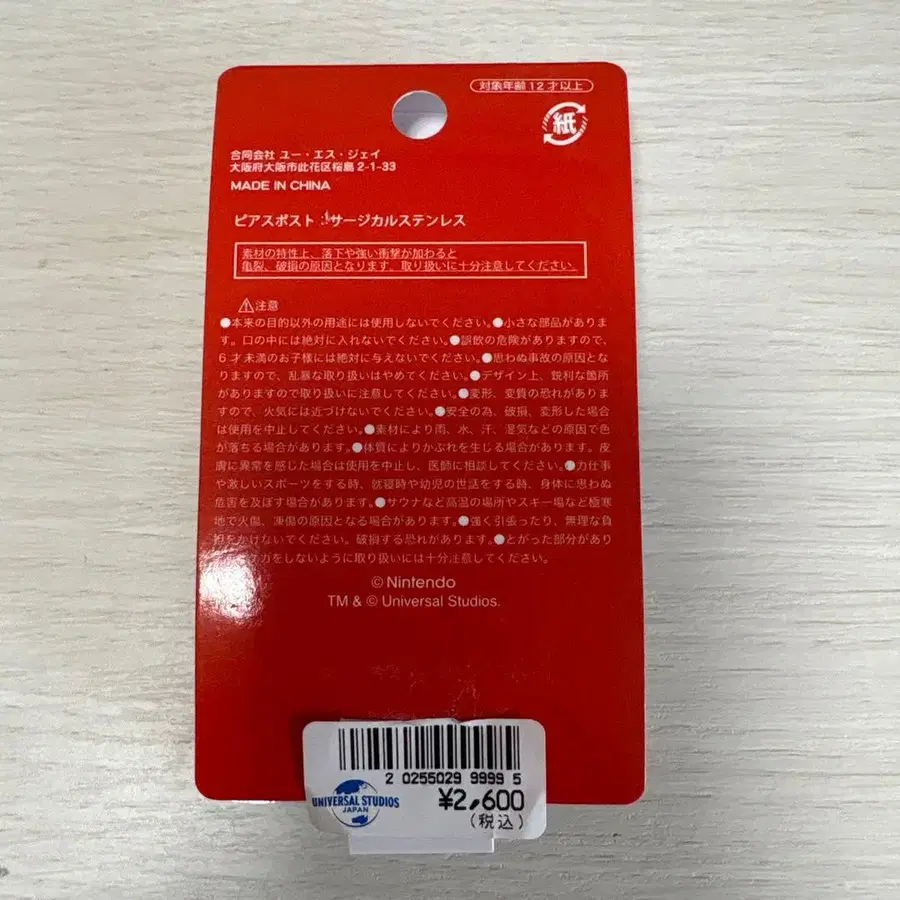 対象年齢12才以上
紙
合同会社 ユー・エス・ジェイ
大阪府大阪市此花区桜島 2-1-33
MADE IN CHINA
ピアスポスト：サージカルステンレス
素材の特性上、落下や強い衝撃が加わると
亀裂、破損の原因となります。取り扱いに十分注意してください。
⚠注意
●本来の目的以外の用途には使用しないでください。●小さな部品がありま
す。口の中には絶対に入れないでください。●誤飲の危険がありますので、
6才未満のお子様には絶対に与えないでください。●思わぬ事故の原因とな
りますので、乱暴な取り扱いはやめてください。●デザイン上、鋭利な箇所
がありますので取り扱いに注意してください。●変形、変質の恐れがありま
すので、火気には近づけないでください。●安全の為、破損、変形した場合
は使用を中止してください。●素材により雨、水、汗、湿気などの原因で色
が落ちる場合があります。●体質によりかぶれを生じる場合があります。皮
膚に異常を感じた場合は使用を中止し、医師に相談してください。●力仕事
や激しいスポーツをする時、就寝時や幼児の世話をする時、身体に思わぬ
危害を及ぼす場合があります。●サウナなど高温の場所やスキー場など極寒
地で火傷、凍傷の原因となる場合があります。●強く引張ったり、無理な負
担をかけないでください。破損する恐れがあります。●とがった部分があり
ケガをしないように取り扱いには十分注意してください。
©Nintendo
TM & © Universal Studios.
2 0255029 9999 5
UNIVERSAL STUDIOS
JAPAN
¥2,600
(税込)